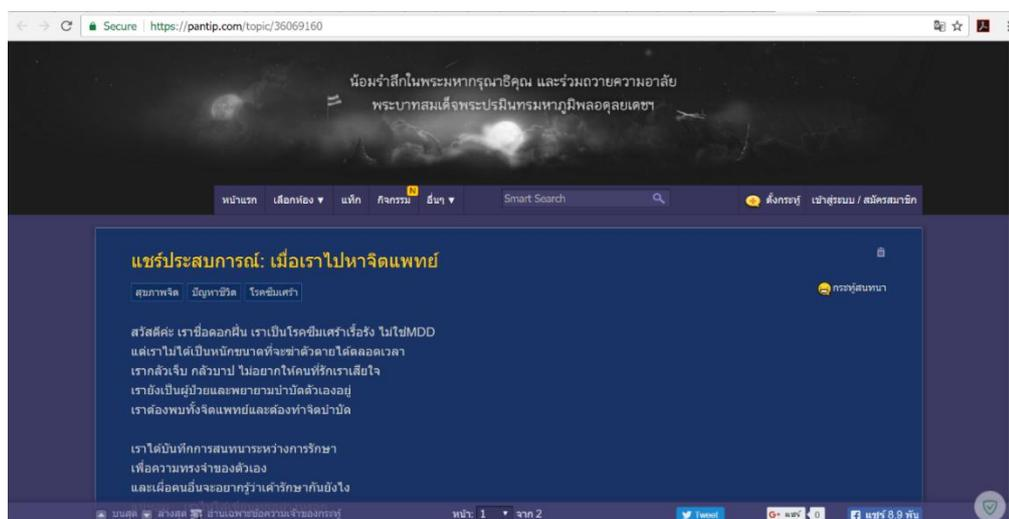 Secure https://pantip.com/topic/36069160
น้อมรำลึกในพระมหากรุณาธิคุณ และร่วมถวายความอาลัย
พระบาทสมเด็จพระปรมินทรมหาภูมิพลอดุลยเดชฯ
หน้าแรก เลือกห้อง ▼ แท็ก กิจกรรม N อื่นๆ ▼ Smart Search ตั้งกระทู้ เข้าสู่ระบบ / สมัครสมาชิก
แชร์ประสบการณ์: เมื่อเราไปหาจิตแพทย์
สุขภาพจิต ปัญหาชีวิต โรคซึมเศร้า
กระทู้สนทนา
สวัสดีค่ะ เราชื่อดอกฝิ่น เราเป็นโรคซึมเศร้าเรื้อรัง ไม่ใช่MDD
แต่เราไม่ได้เป็นหนักขนาดที่จะฆ่าตัวตายได้ตลอดเวลา
เรากลัวเจ็บ กลัวบาป ไม่อยากให้คนที่รักเราเสียใจ
เรายังเป็นผู้ป่วยและพยายามบำบัดตัวเองอยู่
เราต้องพบทั้งจิตแพทย์และต้องทำจิตบำบัด
เราได้บันทึกการสนทนาระหว่างการรักษา
เพื่อความทรงจำของตัวเอง
และเผื่อคนอื่นจะอยากรู้ว่าเค้ารักษากันยังไง
บนสุด ล่างสุด อ่านเฉพาะข้อความเจ้าของกระทู้ หน้า: 1 จาก 2 Tweet G+ แชร์ 0 แชร์ 8.9 พัน